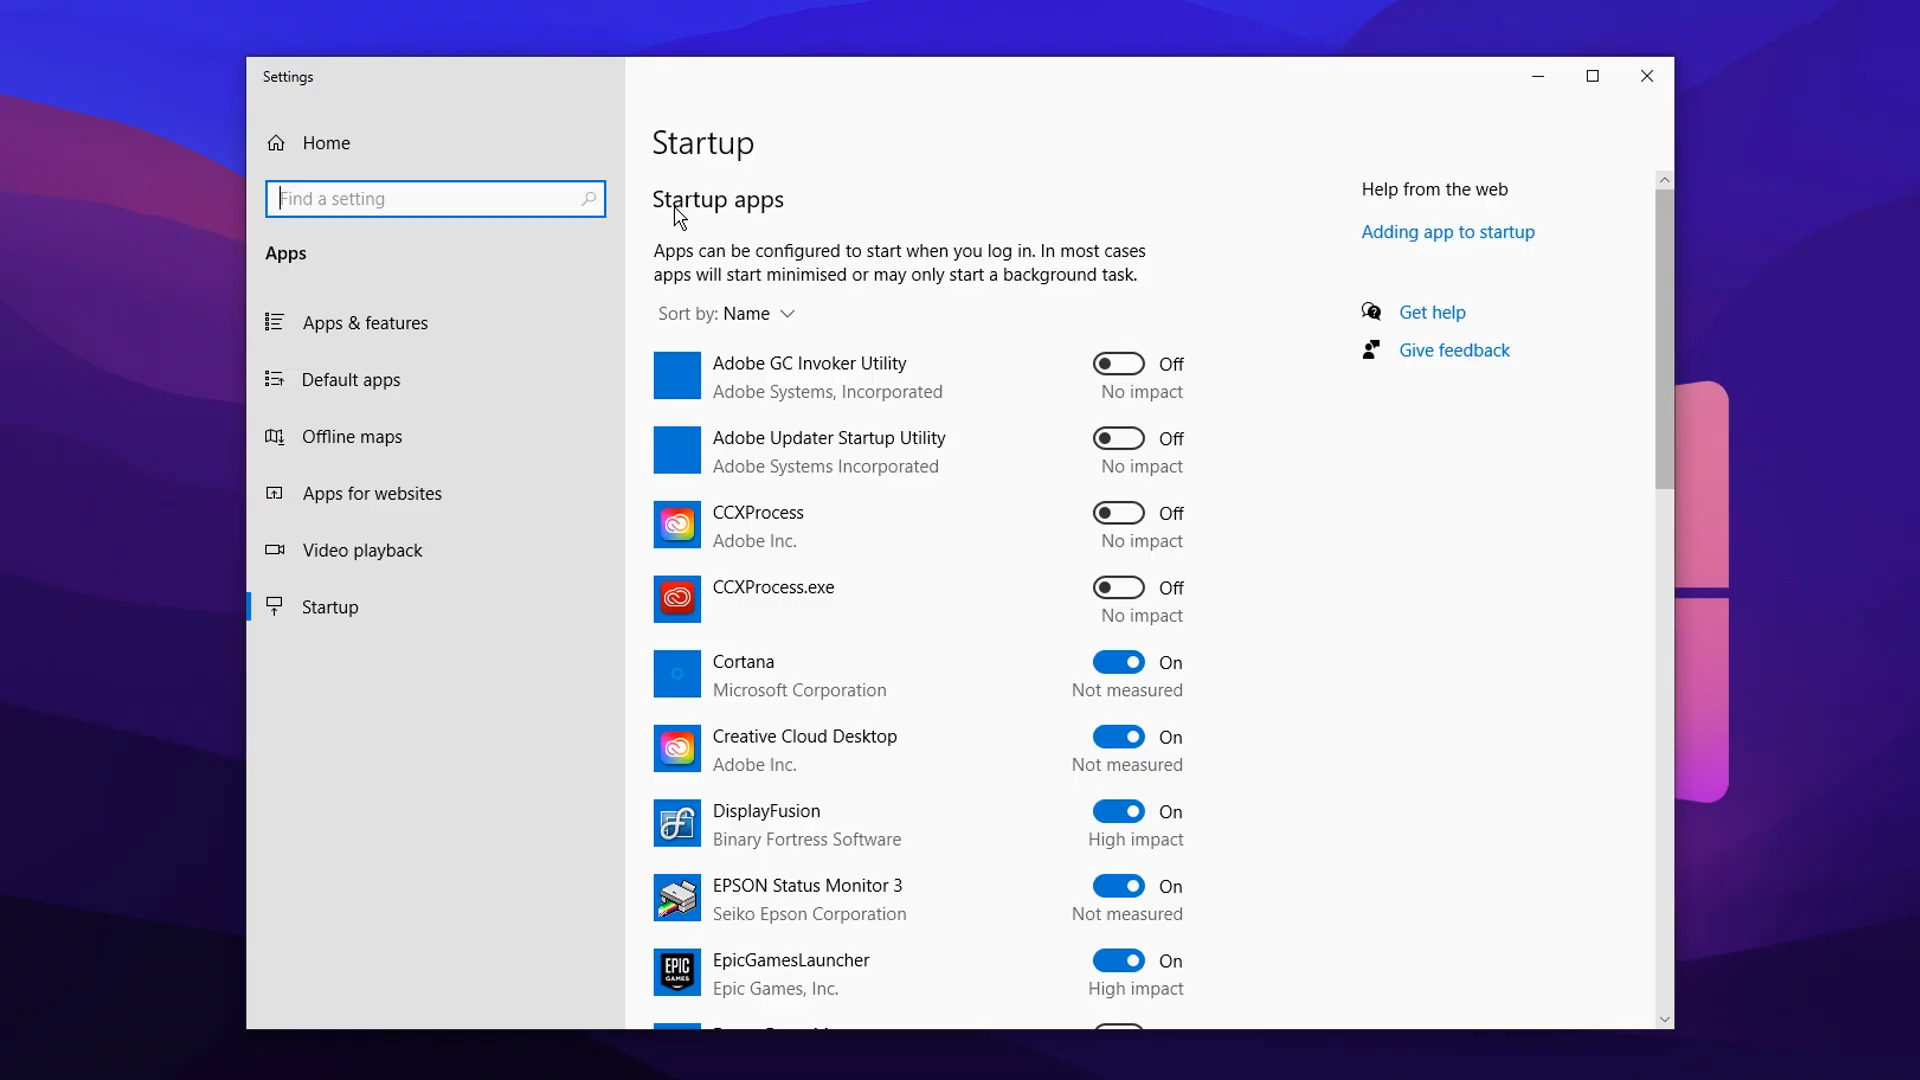 Settings
Home
Find a setting
Apps
Apps & features
Default apps
Offline maps
Apps for websites
Video playback
Startup
Startup
Startup apps
Apps can be configured to start when you log in. In most cases
apps will start minimised or may only start a background task.
Sort by: Name
Adobe GC Invoker Utility
Off
Adobe Systems, Incorporated
No impact
Adobe Updater Startup Utility
Off
Adobe Systems Incorporated
No impact
CCXProcess
Off
Adobe Inc.
No impact
CCXProcess.exe
Off
No impact
Cortana
On
Microsoft Corporation
Not measured
Creative Cloud Desktop
On
Adobe Inc.
Not measured
DisplayFusion
On
Binary Fortress Software
High impact
EPSON Status Monitor 3
On
Seiko Epson Corporation
Not measured
EPIC
GAMES
EpicGamesLauncher
On
Epic Games, Inc.
High impact
Help from the web
Adding app to startup
Get help
Give feedback